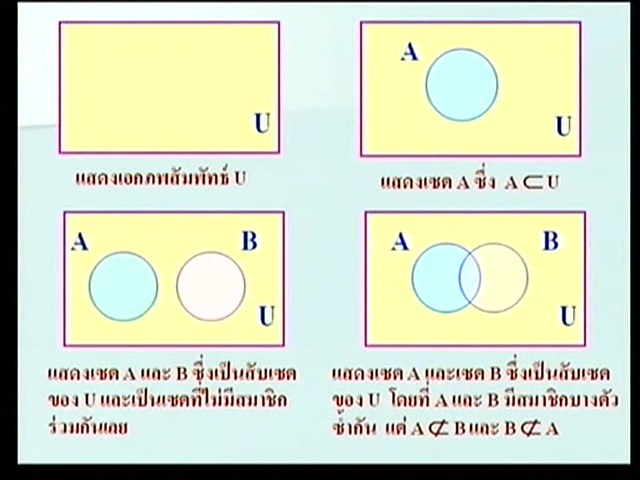 U
แสดงเอกภพสัมพัทธ์ U
A
U
แสดงเซต A ซึ่ง A ⊂ U
A B
U
แสดงเซต A และ B ซึ่งเป็นสับเซต
ของ U และเป็นเซตที่ไม่มีสมาชิก
ร่วมกันเลย
A B
U
แสดงเซต A และเซต B ซึ่งเป็นสับเซต
ของ U โดยที่ A และ B มีสมาชิกบางตัว
ซ้ำกัน แต่ A ⊄ B และ B ⊄ A